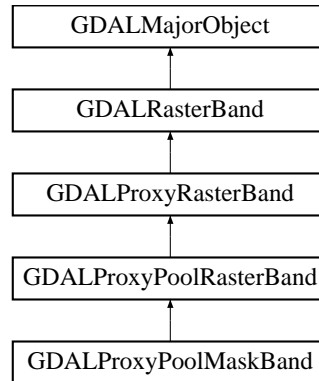 GDALMajorObject
GDALRasterBand
GDALProxyRasterBand
GDALProxyPoolRasterBand
GDALProxyPoolMaskBand